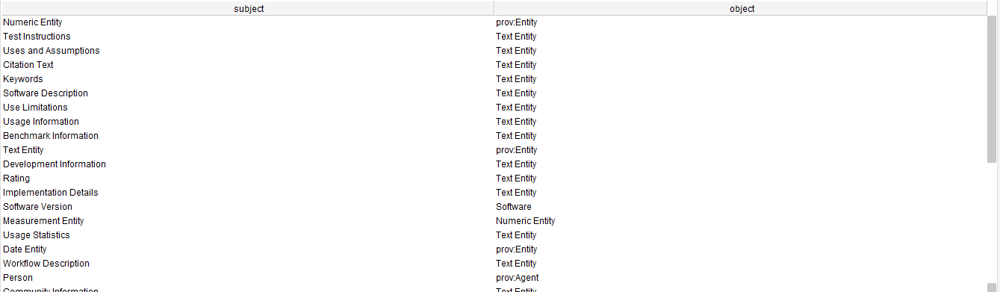 subject object
Numeric Entity prov:Entity
Test Instructions Text Entity
Uses and Assumptions Text Entity
Citation Text Text Entity
Keywords Text Entity
Software Description Text Entity
Use Limitations Text Entity
Usage Information Text Entity
Benchmark Information Text Entity
Text Entity prov:Entity
Development Information Text Entity
Rating Text Entity
Implementation Details Text Entity
Software Version Software
Measurement Entity Numeric Entity
Usage Statistics Text Entity
Date Entity prov:Entity
Workflow Description Text Entity
Person prov:Agent
Community Information Text Entity